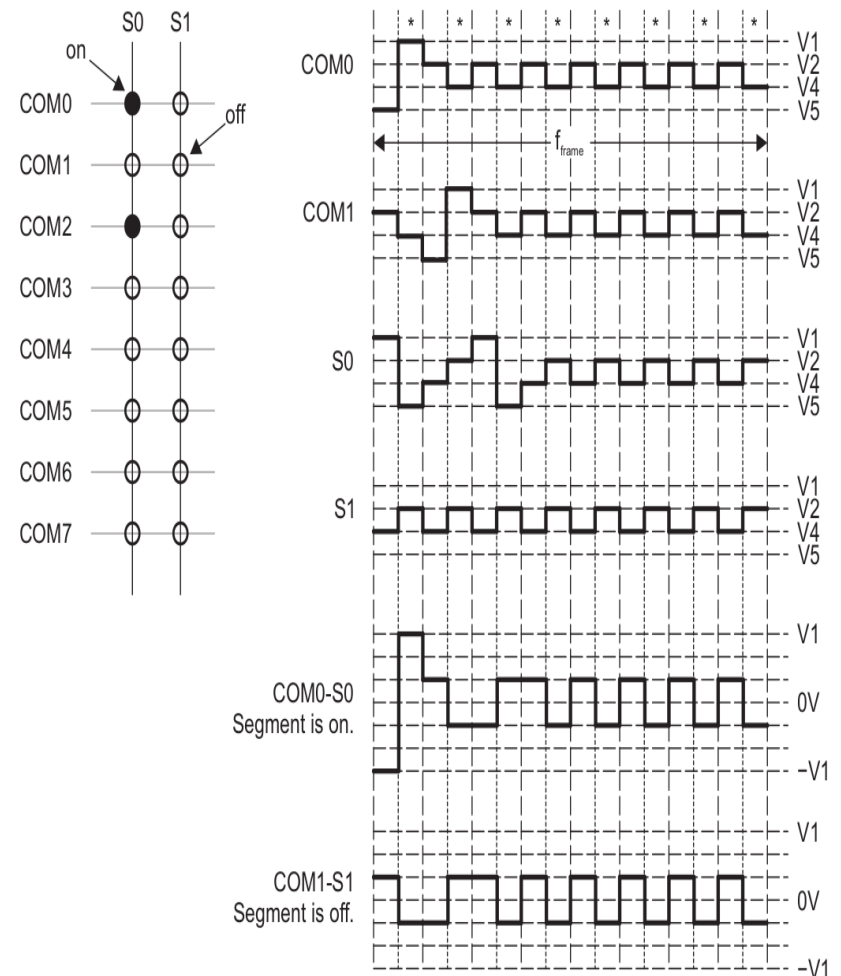 S0 S1
on
COM0
off
COM1
COM2
COM3
COM4
COM5
COM6
COM7
* * * * * * * *
COM0
V1
V2
V4
V5
fframe
COM1
V1
V2
V4
V5
S0
V1
V2
V4
V5
S1
V1
V2
V4
V5
COM0-S0
Segment is on.
V1
0V
−V1
COM1-S1
Segment is off.
V1
0V
−V1